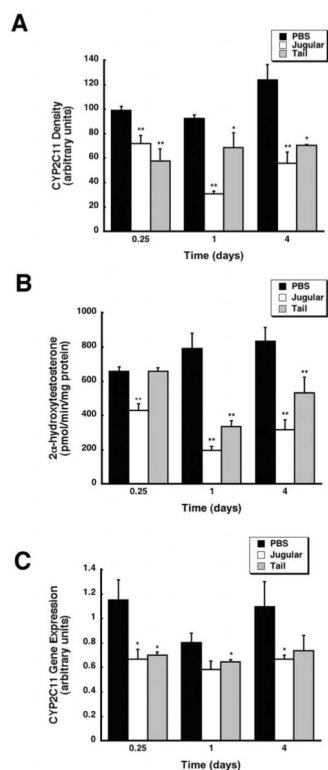 A
PBS
Jugular
Tail
CYP2C11 Density
(arbitrary units)
140
120
100
80
60
40
20
0
** ** ** * ** *
0.25 1 4
Time (days)
B
PBS
Jugular
Tail
2α-hydroxytestosterone
(pmol/min/mg protein)
1000
800
600
400
200
0
** ** ** ** **
0.25 1 4
Time (days)
C
PBS
Jugular
Tail
CYP2C11 Gene Expression
(arbitrary units)
1.4
1.2
1
0.8
0.6
0.4
0.2
0
* * * *
0.25 1 4
Time (days)